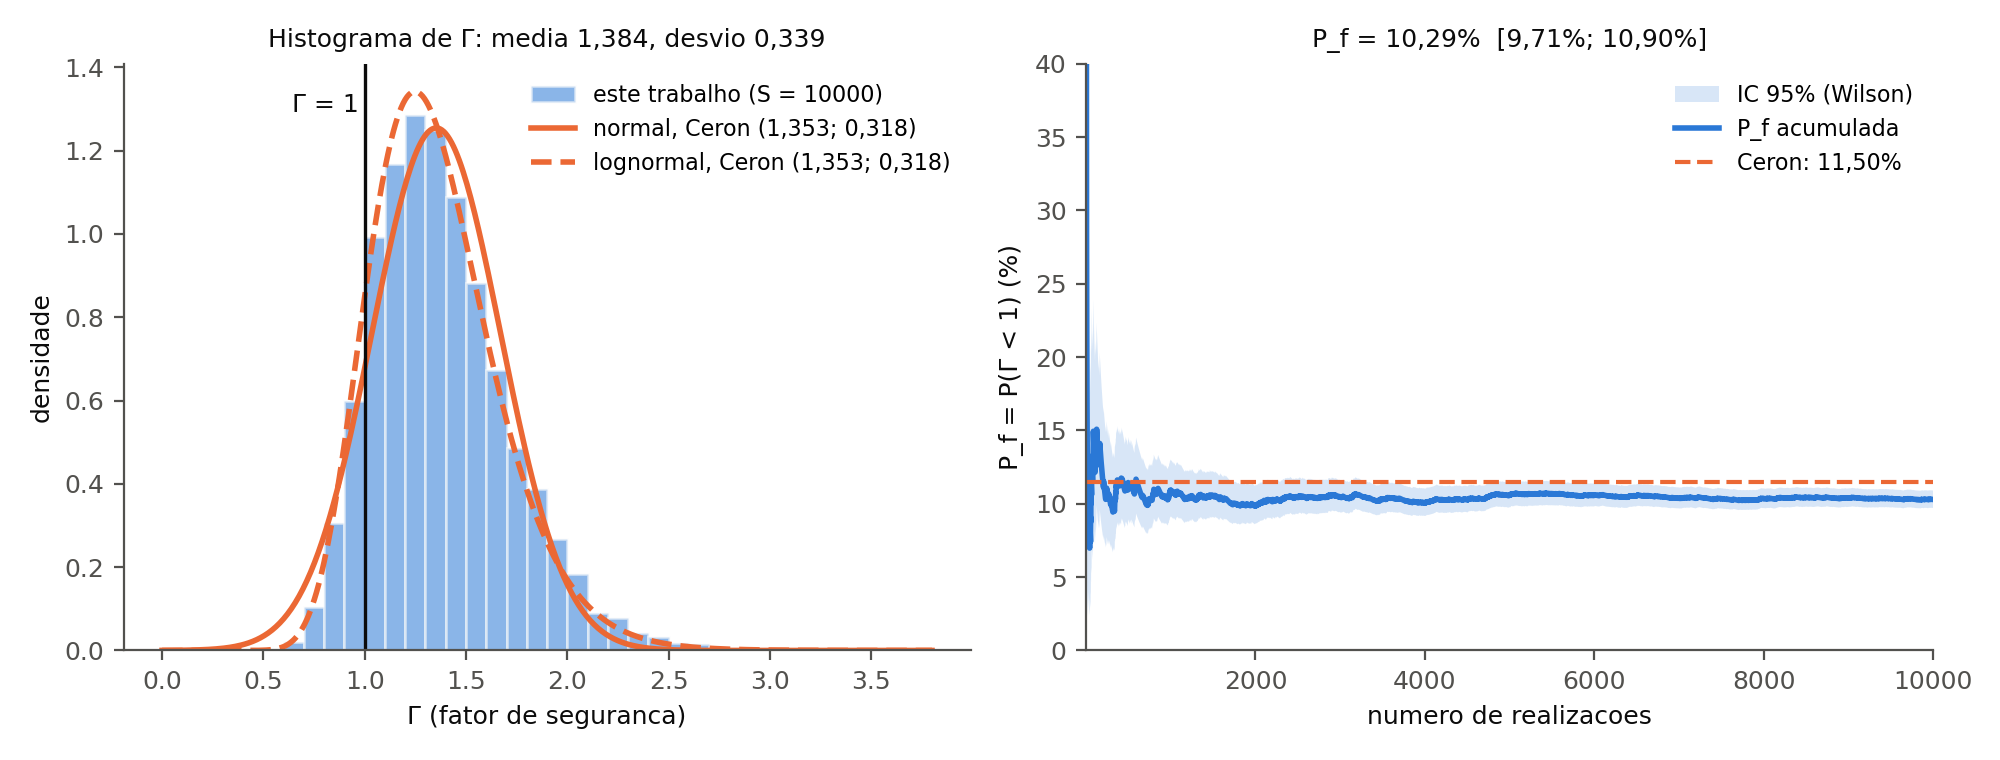 Histograma de Γ: media 1,384, desvio 0,339
Γ = 1
este trabalho (S = 10000)
normal, Ceron (1,353; 0,318)
lognormal, Ceron (1,353; 0,318)
densidade
1.4
1.2
1.0
0.8
0.6
0.4
0.2
0.0
0.0 0.5 1.0 1.5 2.0 2.5 3.0 3.5
Γ (fator de seguranca)
P_f = 10,29% [9,71%; 10,90%]
IC 95% (Wilson)
P_f acumulada
Ceron: 11,50%
P_f = P(Γ < 1) (%)
40
35
30
25
20
15
10
5
0
2000 4000 6000 8000 10000
numero de realizacoes